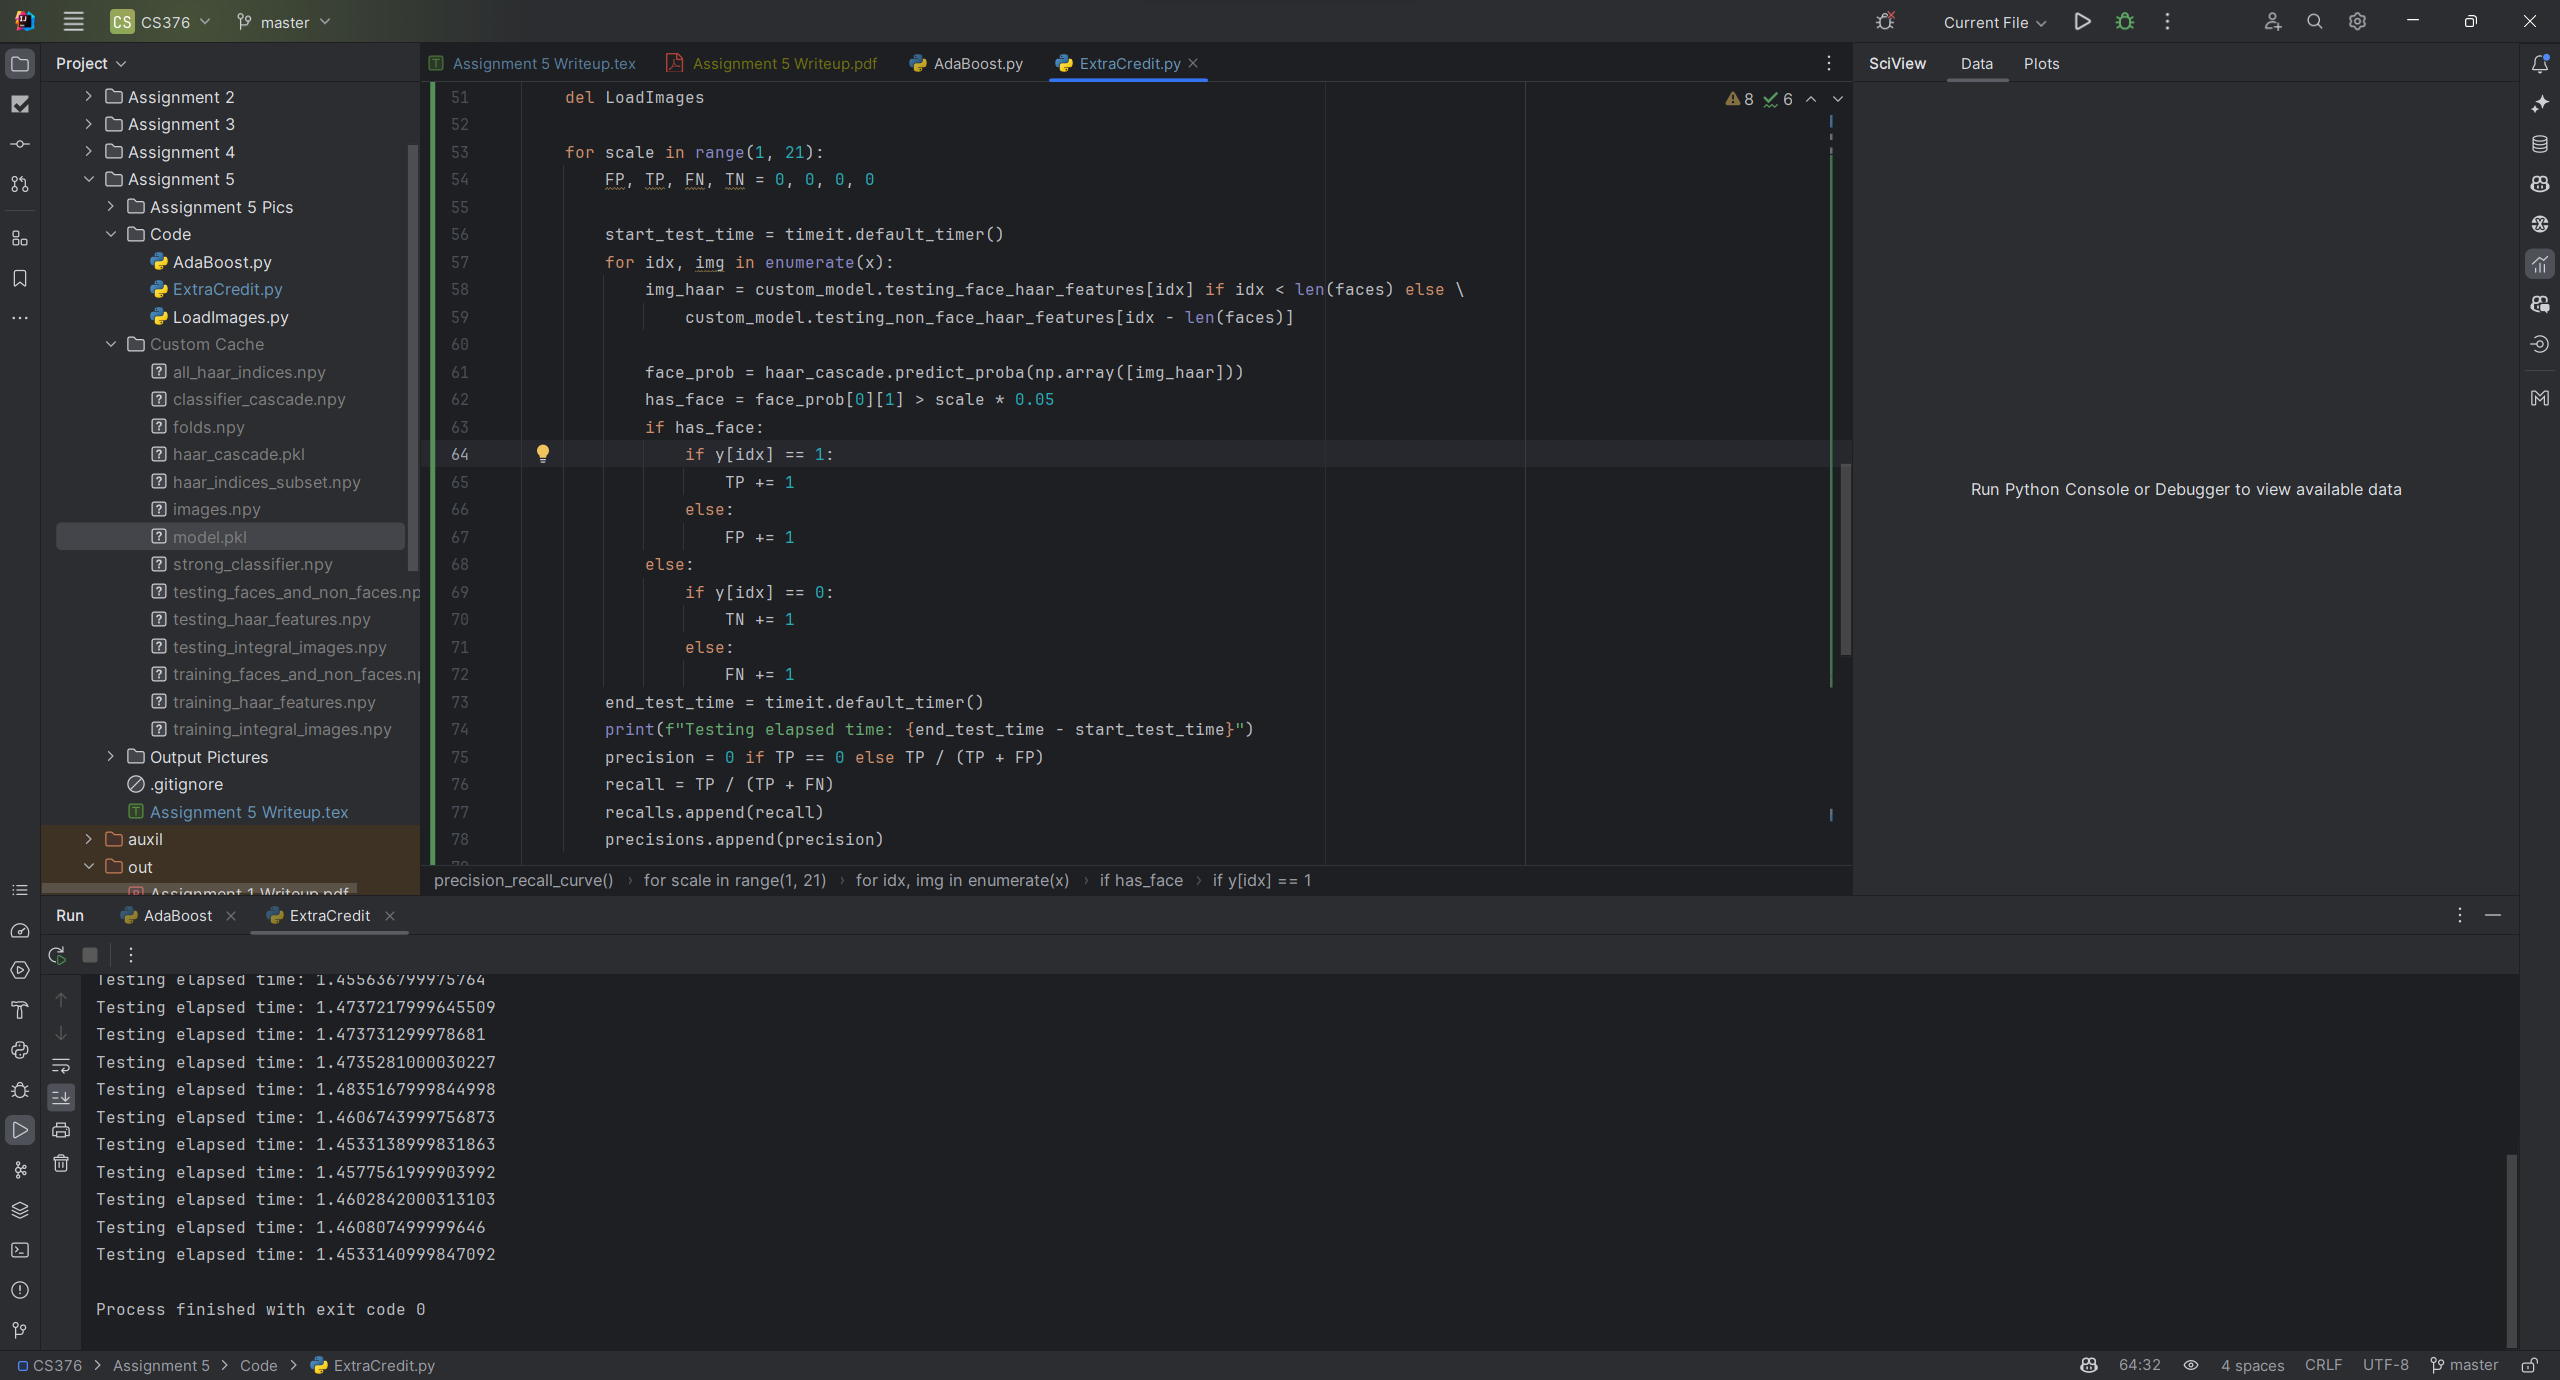 CS CS376 master Current File
Project
Assignment 2
Assignment 3
Assignment 4
Assignment 5
Assignment 5 Pics
Code
AdaBoost.py
ExtraCredit.py
LoadImages.py
Custom Cache
all_haar_indices.npy
classifier_cascade.npy
folds.npy
haar_cascade.pkl
haar_indices_subset.npy
images.npy
model.pkl
strong_classifier.npy
testing_faces_and_non_faces.np
testing_haar_features.npy
testing_integral_images.npy
training_faces_and_non_faces.np
training_haar_features.npy
training_integral_images.npy
Output Pictures
.gitignore
Assignment 5 Writeup.tex
auxil
out
Assignment 1 Writeup.pdf
Assignment 5 Writeup.tex Assignment 5 Writeup.pdf AdaBoost.py ExtraCredit.py
8 6
51 del LoadImages
52
53 for scale in range(1, 21):
54 FP, TP, FN, TN = 0, 0, 0, 0
55
56 start_test_time = timeit.default_timer()
57 for idx, img in enumerate(x):
58 img_haar = custom_model.testing_face_haar_features[idx] if idx < len(faces) else \
59 custom_model.testing_non_face_haar_features[idx - len(faces)]
60
61 face_prob = haar_cascade.predict_proba(np.array([img_haar]))
62 has_face = face_prob[0][1] > scale * 0.05
63 if has_face:
64 if y[idx] == 1:
65 TP += 1
66 else:
67 FP += 1
68 else:
69 if y[idx] == 0:
70 TN += 1
71 else:
72 FN += 1
73 end_test_time = timeit.default_timer()
74 print(f"Testing elapsed time: {end_test_time - start_test_time}")
75 precision = 0 if TP == 0 else TP / (TP + FP)
76 recall = TP / (TP + FN)
77 recalls.append(recall)
78 precisions.append(precision)
precision_recall_curve() › for scale in range(1, 21) › for idx, img in enumerate(x) › if has_face › if y[idx] == 1
SciView Data Plots
Run Python Console or Debugger to view available data
Run AdaBoost ExtraCredit
Testing elapsed time: 1.455636799975764
Testing elapsed time: 1.4737217999645509
Testing elapsed time: 1.473731299978681
Testing elapsed time: 1.4735281000030227
Testing elapsed time: 1.4835167999844998
Testing elapsed time: 1.4606743999756873
Testing elapsed time: 1.4533138999831863
Testing elapsed time: 1.4577561999903992
Testing elapsed time: 1.4602842000313103
Testing elapsed time: 1.460807499999646
Testing elapsed time: 1.4533140999847092
Process finished with exit code 0
CS376 > Assignment 5 > Code > ExtraCredit.py 64:32 4 spaces CRLF UTF-8 master